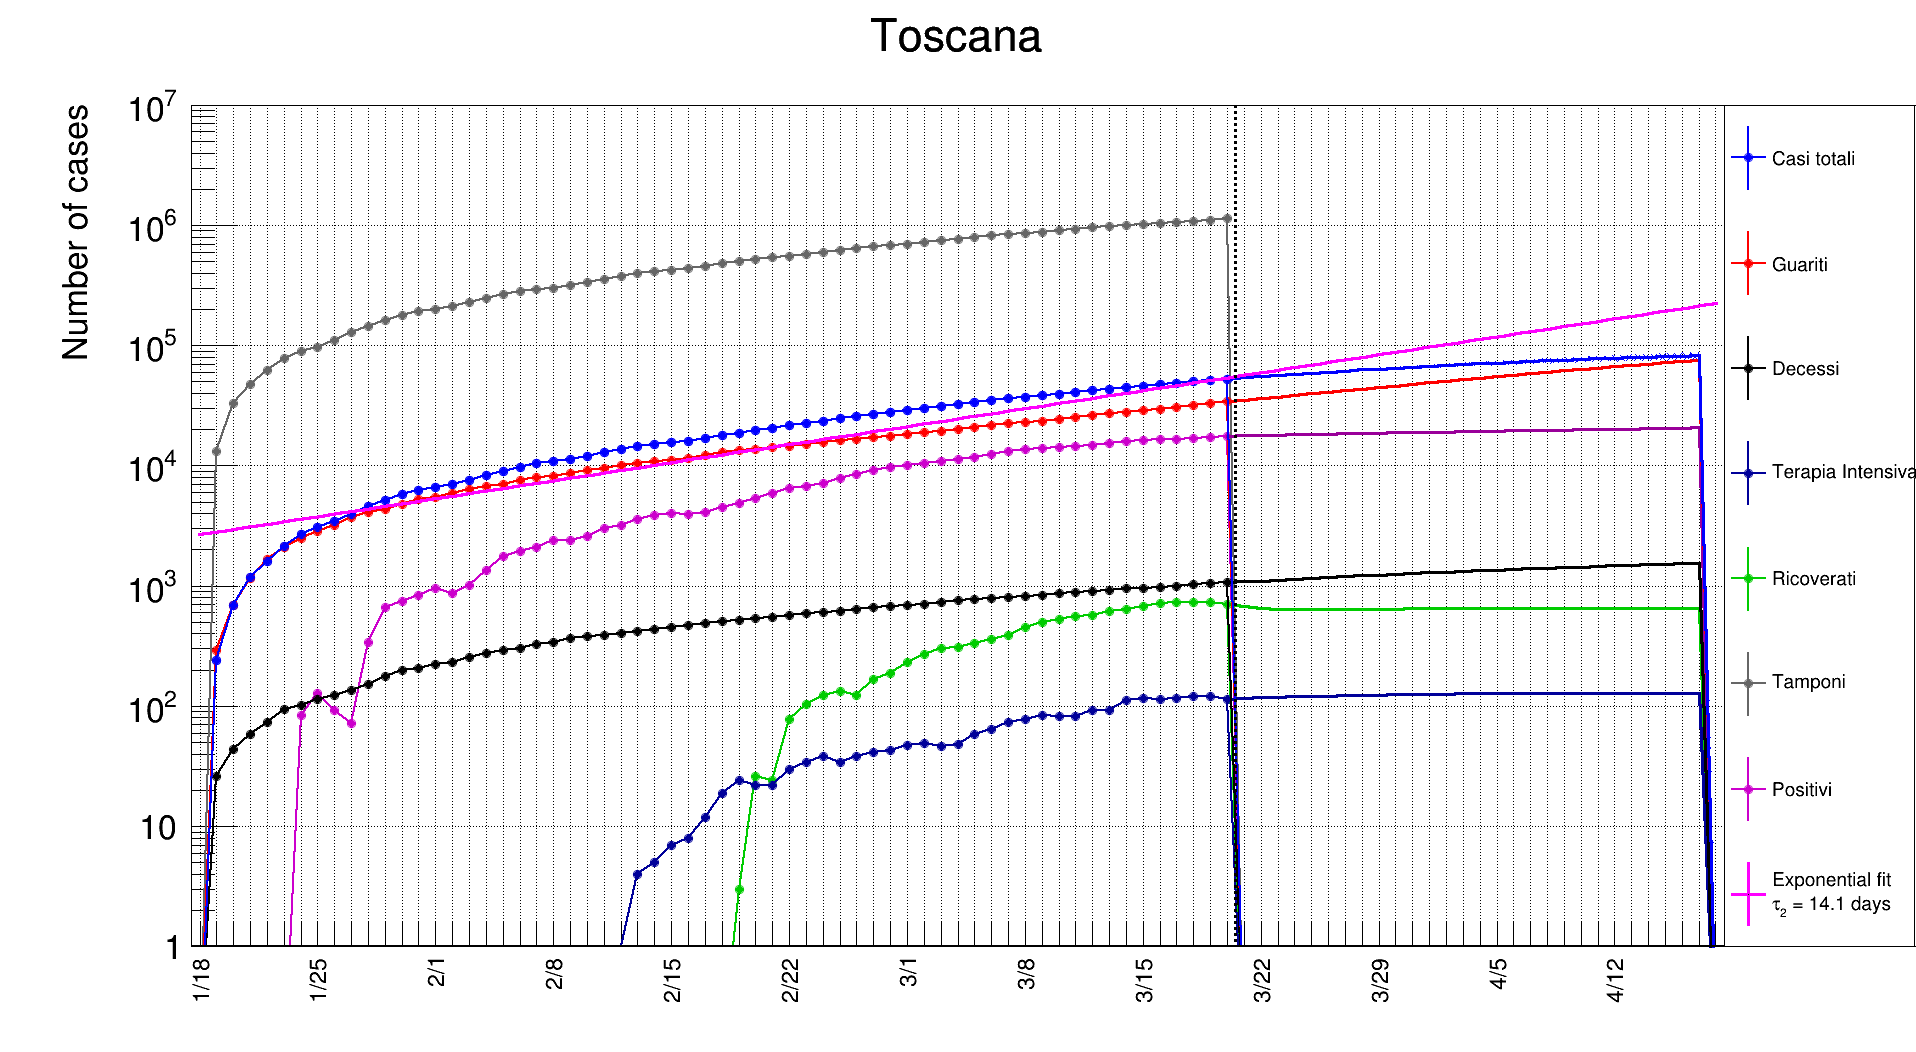 Toscana
Number of cases
10^7
10^6
10^5
10^4
10^3
10^2
10
1
1/18
1/25
2/1
2/8
2/15
2/22
3/1
3/8
3/15
3/22
3/29
4/5
4/12
Casi totali
Guariti
Decessi
Terapia Intensiva
Ricoverati
Tamponi
Positivi
Exponential fit
τ_2 = 14.1 days